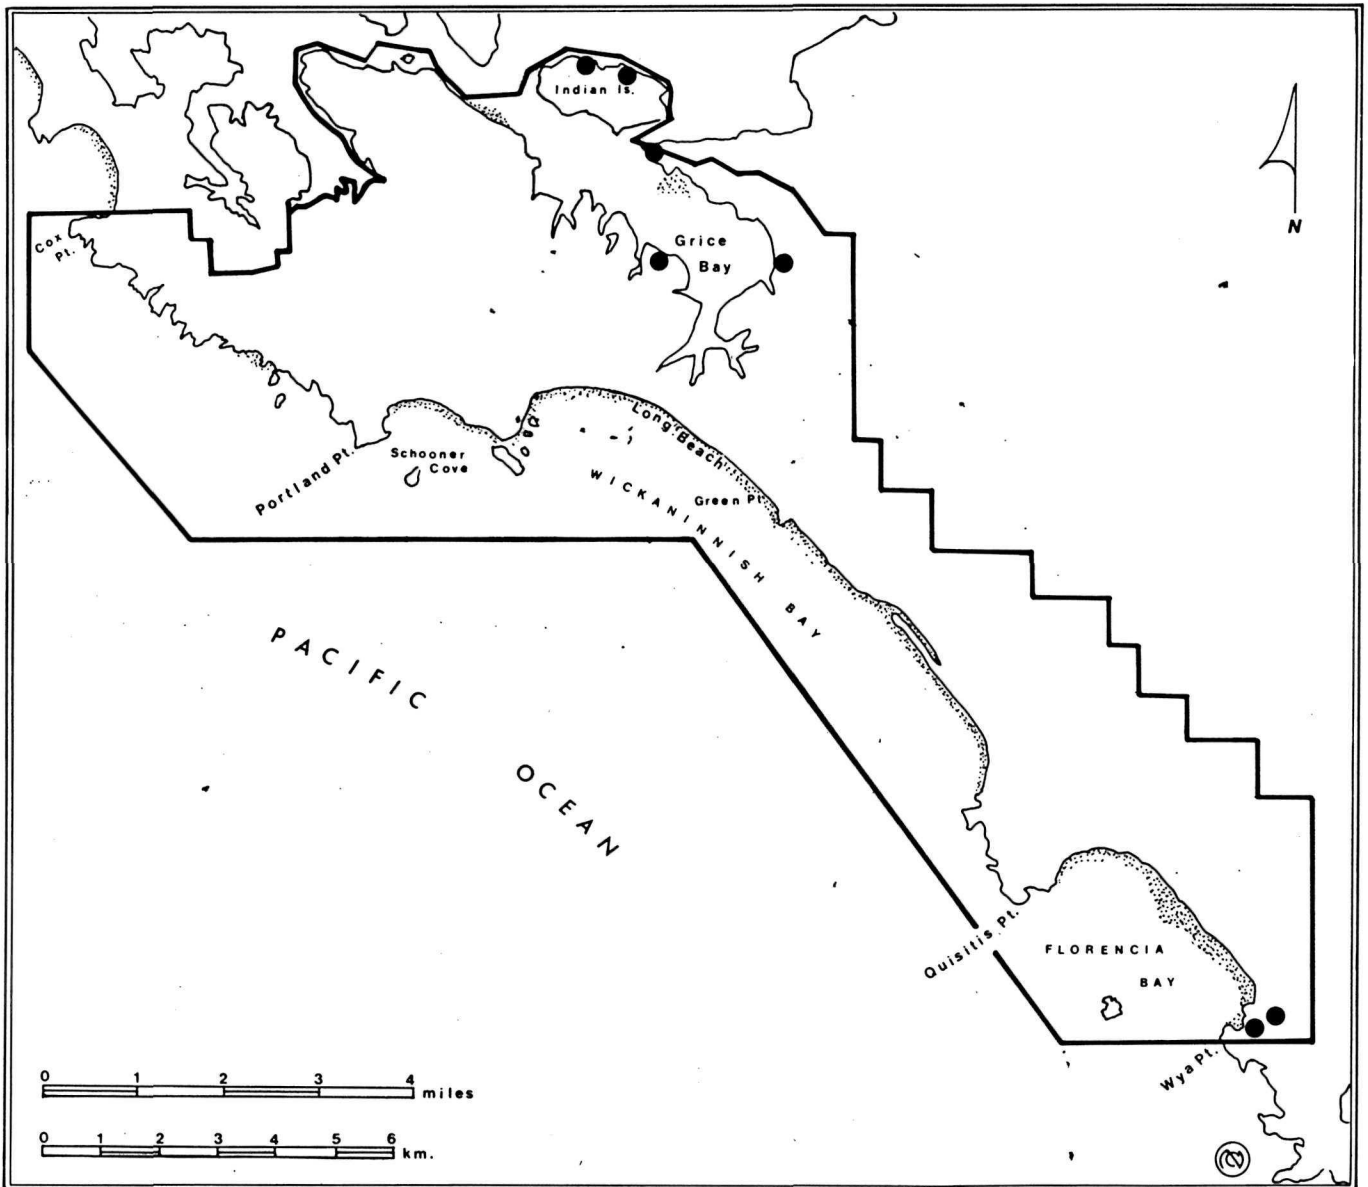 Indian Is.
N
Grice
Bay
Cox
Pt.
Long Beach
Schooner
Cove
Portland Pt.
Green Pt.
WICKANINNISH BAY
PACIFIC
OCEAN
Quisitis Pt.
FLORENCIA
BAY
Wya Pt.
0 1 2 3 4
miles
0 1 2 3 4 5 6
km.